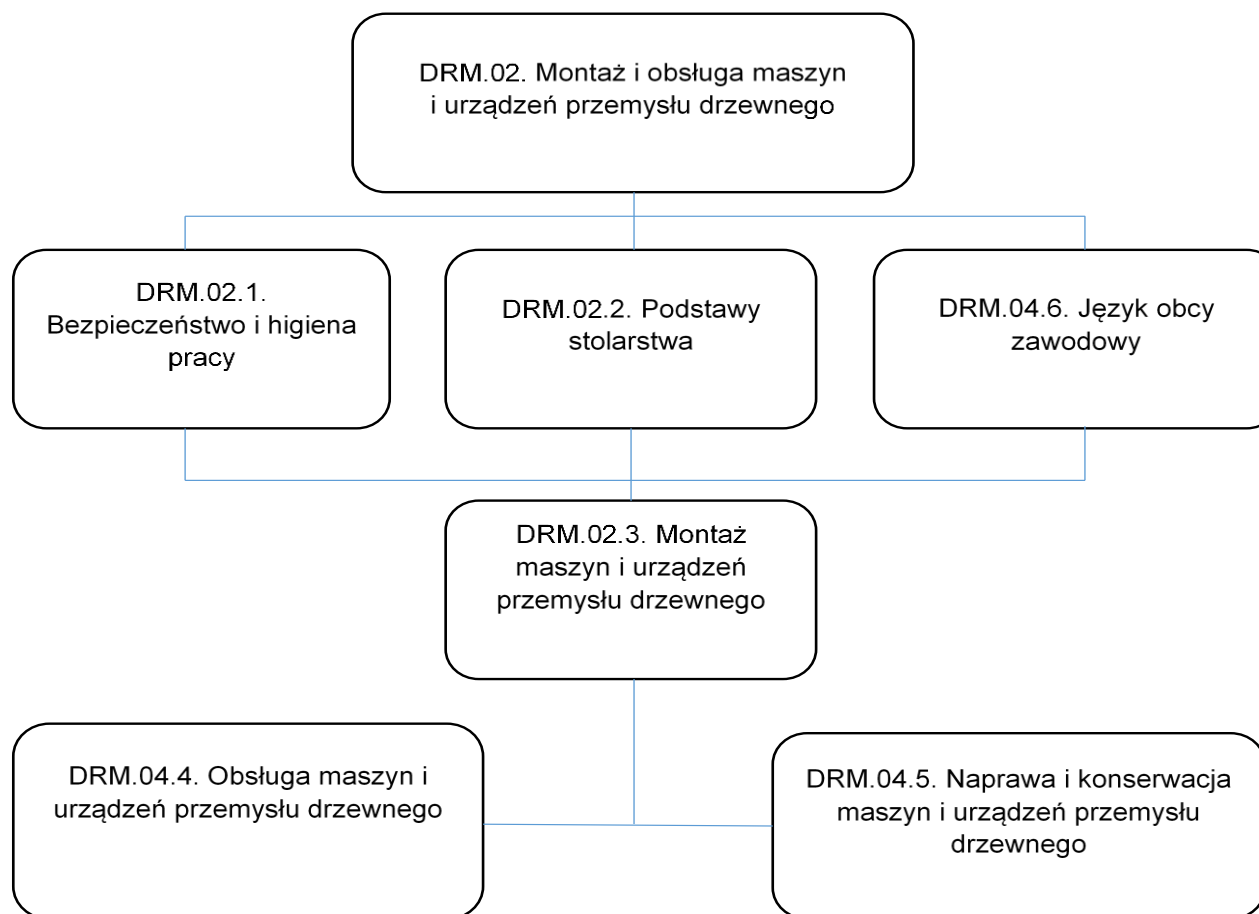 DRM.02. Montaż i obsługa maszyn
i urządzeń przemysłu drzewnego
DRM.02.1.
Bezpieczeństwo i higiena
pracy
DRM.02.2. Podstawy
stolarstwa
DRM.04.6. Język obcy
zawodowy
DRM.02.3. Montaż
maszyn i urządzeń
przemysłu drzewnego
DRM.04.4. Obsługa maszyn i
urządzeń przemysłu drzewnego
DRM.04.5. Naprawa i konserwacja
maszyn i urządzeń przemysłu
drzewnego